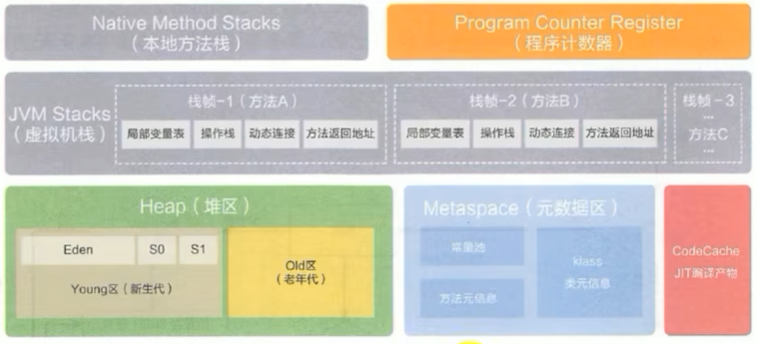 Native Method Stacks
（本地方法栈）
Program Counter Register
（程序计数器）
JVM Stacks
（虚拟机栈）
栈帧-1（方法A）
局部变量表
操作栈
动态连接
方法返回地址
栈帧-2（方法B）
局部变量表
操作栈
动态连接
方法返回地址
栈帧-3
...
方法C
...
Heap（堆区）
Eden
S0
S1
Young区（新生代）
Old区
（老年代）
Metaspace（元数据区）
常量池
方法元信息
klass
类元信息
CodeCache
JIT编译产物